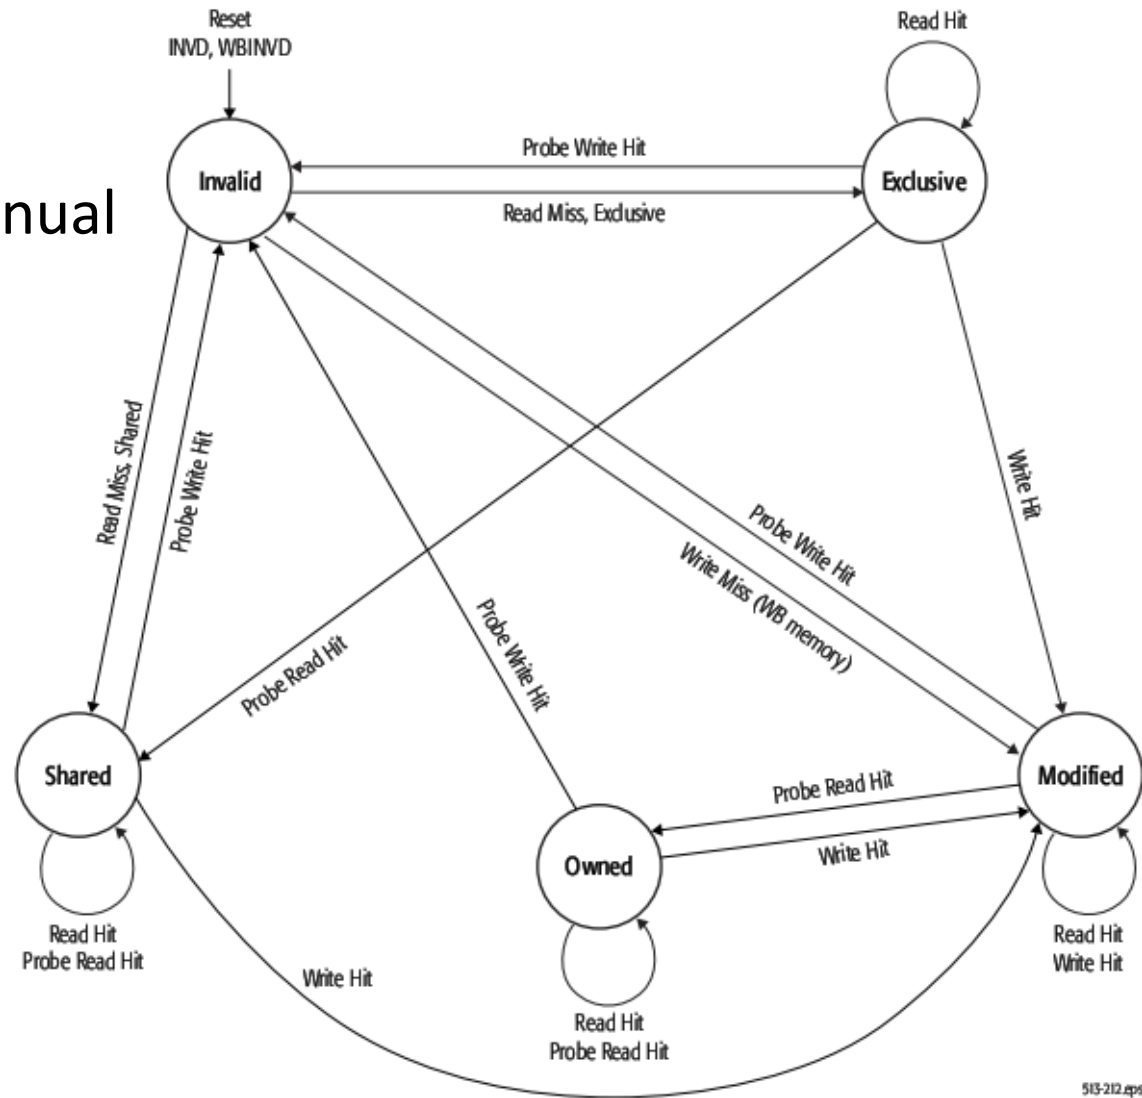 Reset
INVD, WBINVD
Read Hit
Probe Write Hit
Invalid
Exclusive
nual
Read Miss, Exclusive
Read Miss, Shared
Probe Write Hit
Write Hit
Probe Write Hit
Write Miss (WB memory)
Probe Write Hit
Probe Read Hit
Shared
Modified
Probe Read Hit
Write Hit
Owned
Read Hit
Probe Read Hit
Read Hit
Write Hit
Write Hit
Read Hit
Probe Read Hit
513-212.eps